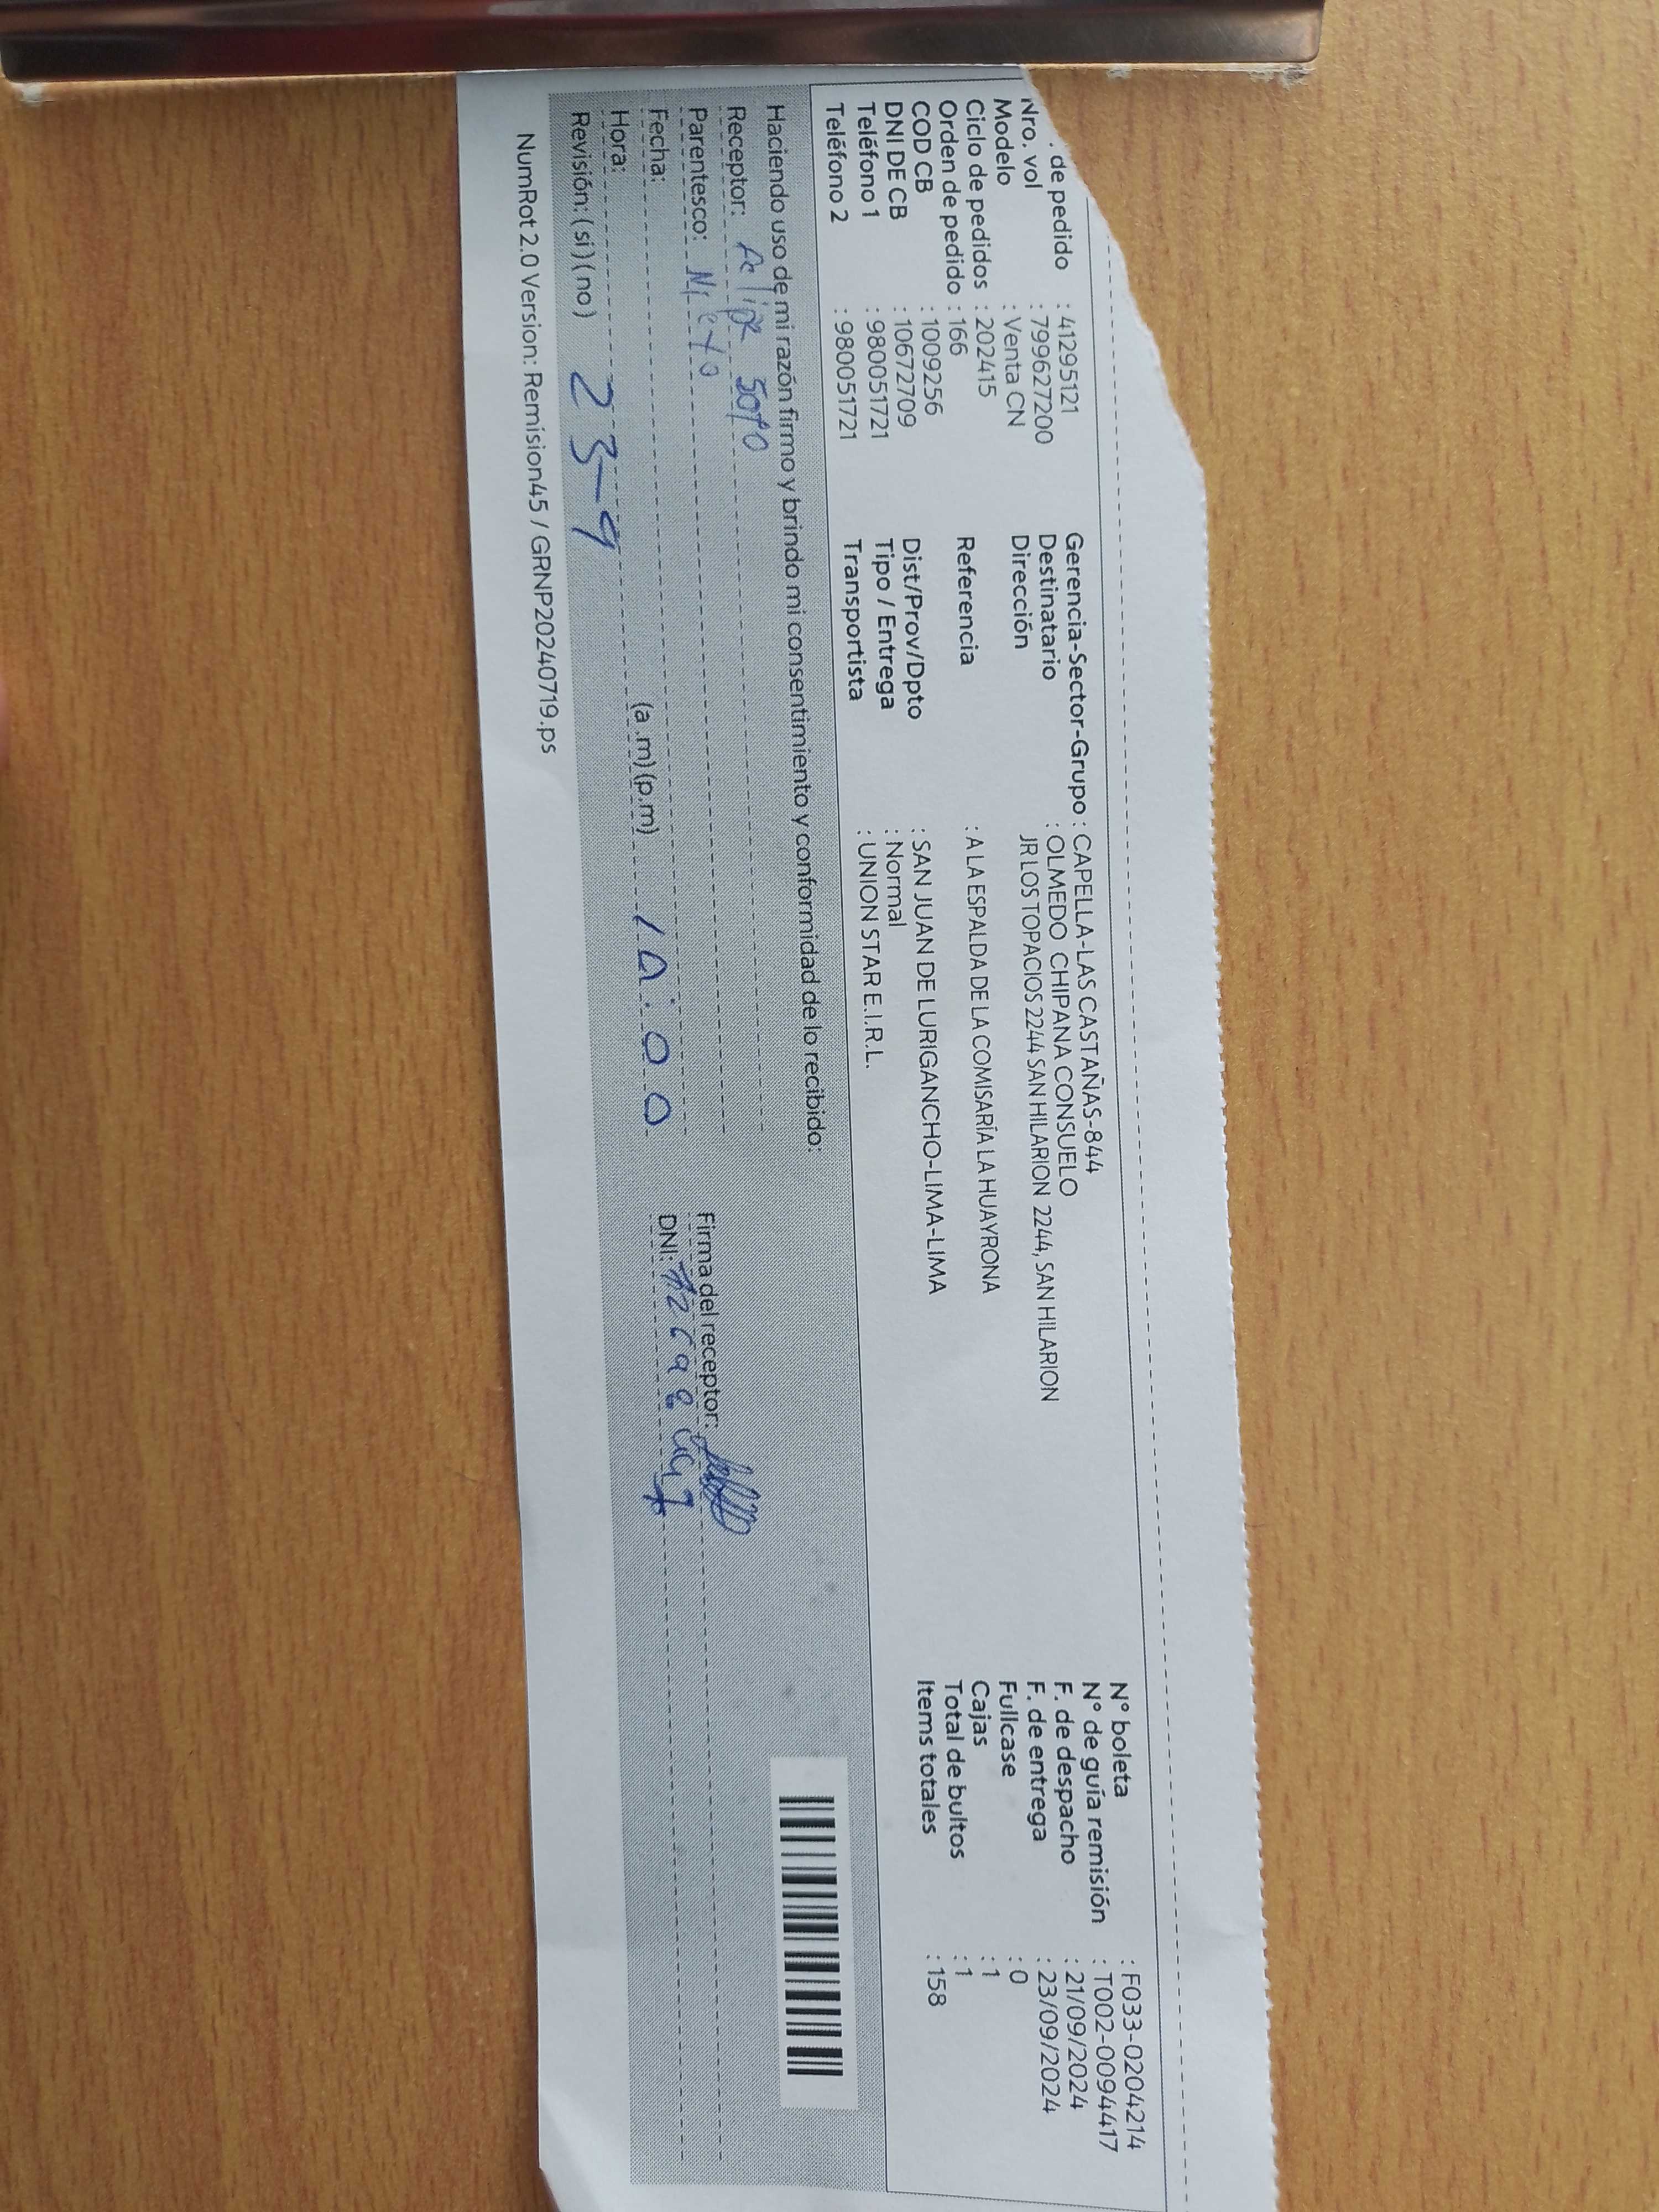 . de pedido : 41295121
Nro. vol : 799627200
Modelo : Venta CN
Ciclo de pedidos : 202415
Orden de pedido : 166
COD CB : 1009256
DNI DE CB : 10672709
Teléfono 1 : 980051721
Teléfono 2 : 980051721
Gerencia-Sector-Grupo : CAPELLA-LAS CASTAÑAS-844
Destinatario : OLMEDO CHIPANA CONSUELO
Dirección JR LOS TOPACIOS 2244 SAN HILARION 2244, SAN HILARION
Referencia : A LA ESPALDA DE LA COMISARÍA LA HUAYRONA
Dist/Prov/Dpto : SAN JUAN DE LURIGANCHO-LIMA-LIMA
Tipo / Entrega : Normal
Transportista : UNION STAR E.I.R.L.
N° boleta : F033-0204214
N° de guía remisión : T002-0094417
F. de despacho : 21/09/2024
F. de entrega : 23/09/2024
Fullcase : 0
Cajas : 1
Total de bultos : 1
Items totales : 158
Haciendo uso de mi razón firmo y brindo mi consentimiento y conformidad de lo recibido:
Receptor: Felipe Soto
Parentesco: Nieto
Fecha:
Hora: (a .m)(p.m)
Revisión: (si)(no) 23-9
Firma del receptor:
DNI:
NumRot 2.0 Version: Remision45 / GRNP20240719.ps